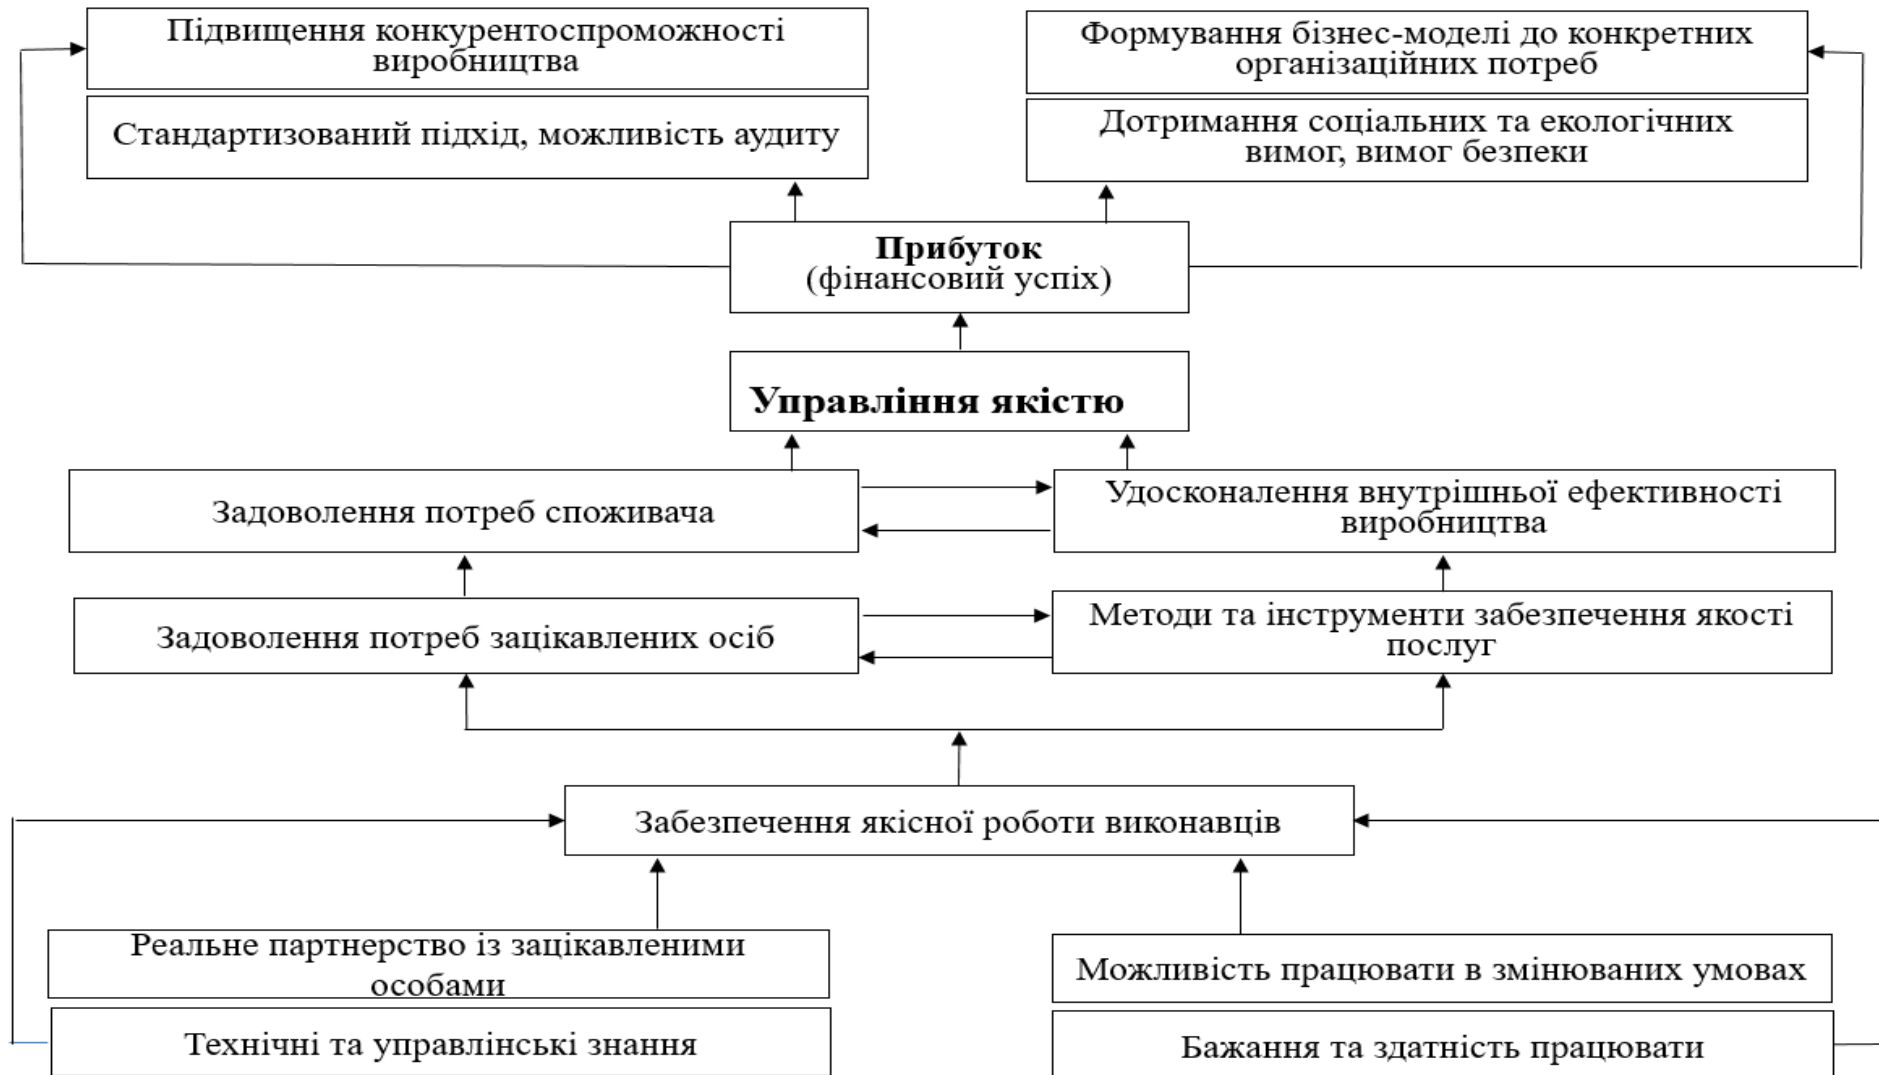 Підвищення конкурентоспроможності
виробництва
Формування бізнес-моделі до конкретних
організаційних потреб
Стандартизований підхід, можливість аудиту
Дотримання соціальних та екологічних
вимог, вимог безпеки
Прибуток
(фінансовий успіх)
Управління якістю
Задоволення потреб споживача
Удосконалення внутрішньої ефективності
виробництва
Задоволення потреб зацікавлених осіб
Методи та інструменти забезпечення якості
послуг
Забезпечення якісної роботи виконавців
Реальне партнерство із зацікавленими
особами
Можливість працювати в змінюваних умовах
Технічні та управлінські знання
Бажання та здатність працювати